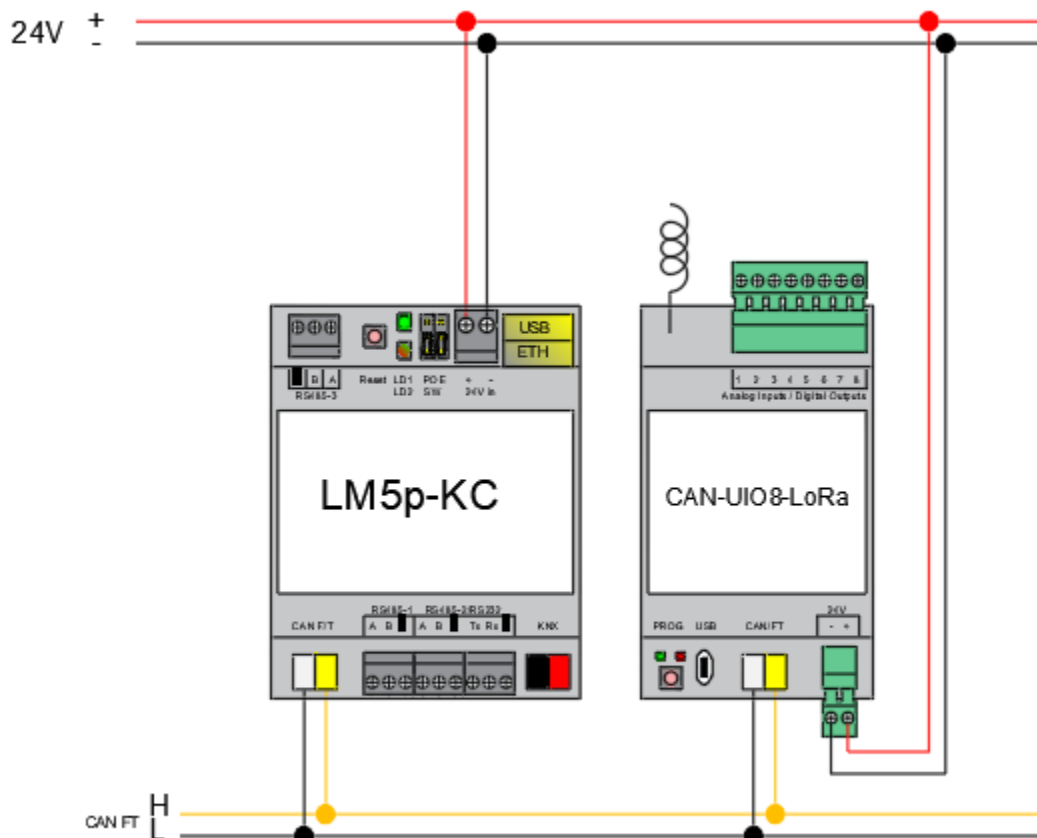 24V + -
USB
ETH
Reset LD1 POE + -
B A
RS485-3
LD2 SW 24V in
1 2 3 4 5 6 7 8
Analog Inputs / Digital Outputs
LM5p-KC
CAN-UIO8-LoRa
RS485-1 RS485-2/RS232
CAN F/T A B A B Tx Rx KNX
24V
PROG USB CAN/FT - +
CAN FT H
L